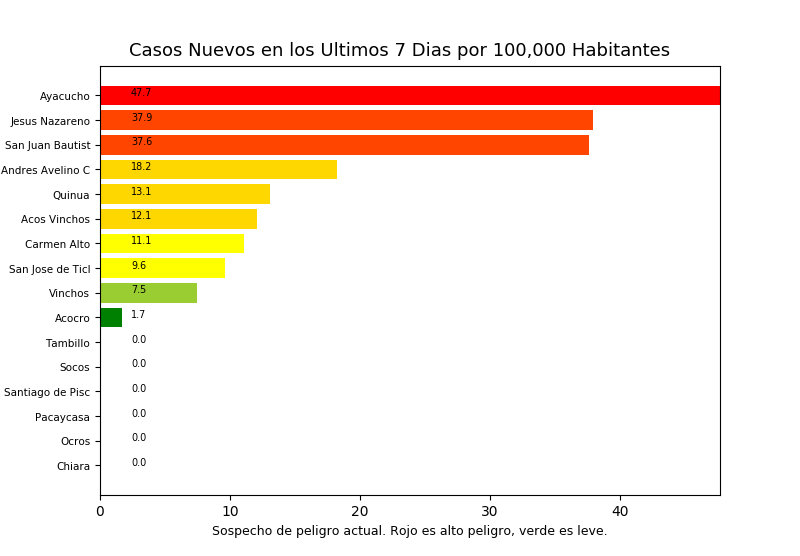 Casos Nuevos en los Ultimos 7 Dias por 100,000 Habitantes
Ayacucho 47.7
Jesus Nazareno 37.9
San Juan Bautist 37.6
Andres Avelino C 18.2
Quinua 13.1
Acos Vinchos 12.1
Carmen Alto 11.1
San Jose de Ticl 9.6
Vinchos 7.5
Acocro 1.7
Tambillo 0.0
Socos 0.0
Santiago de Pisc 0.0
Pacaycasa 0.0
Ocros 0.0
Chiara 0.0
0 10 20 30 40
Sospecho de peligro actual. Rojo es alto peligro, verde es leve.